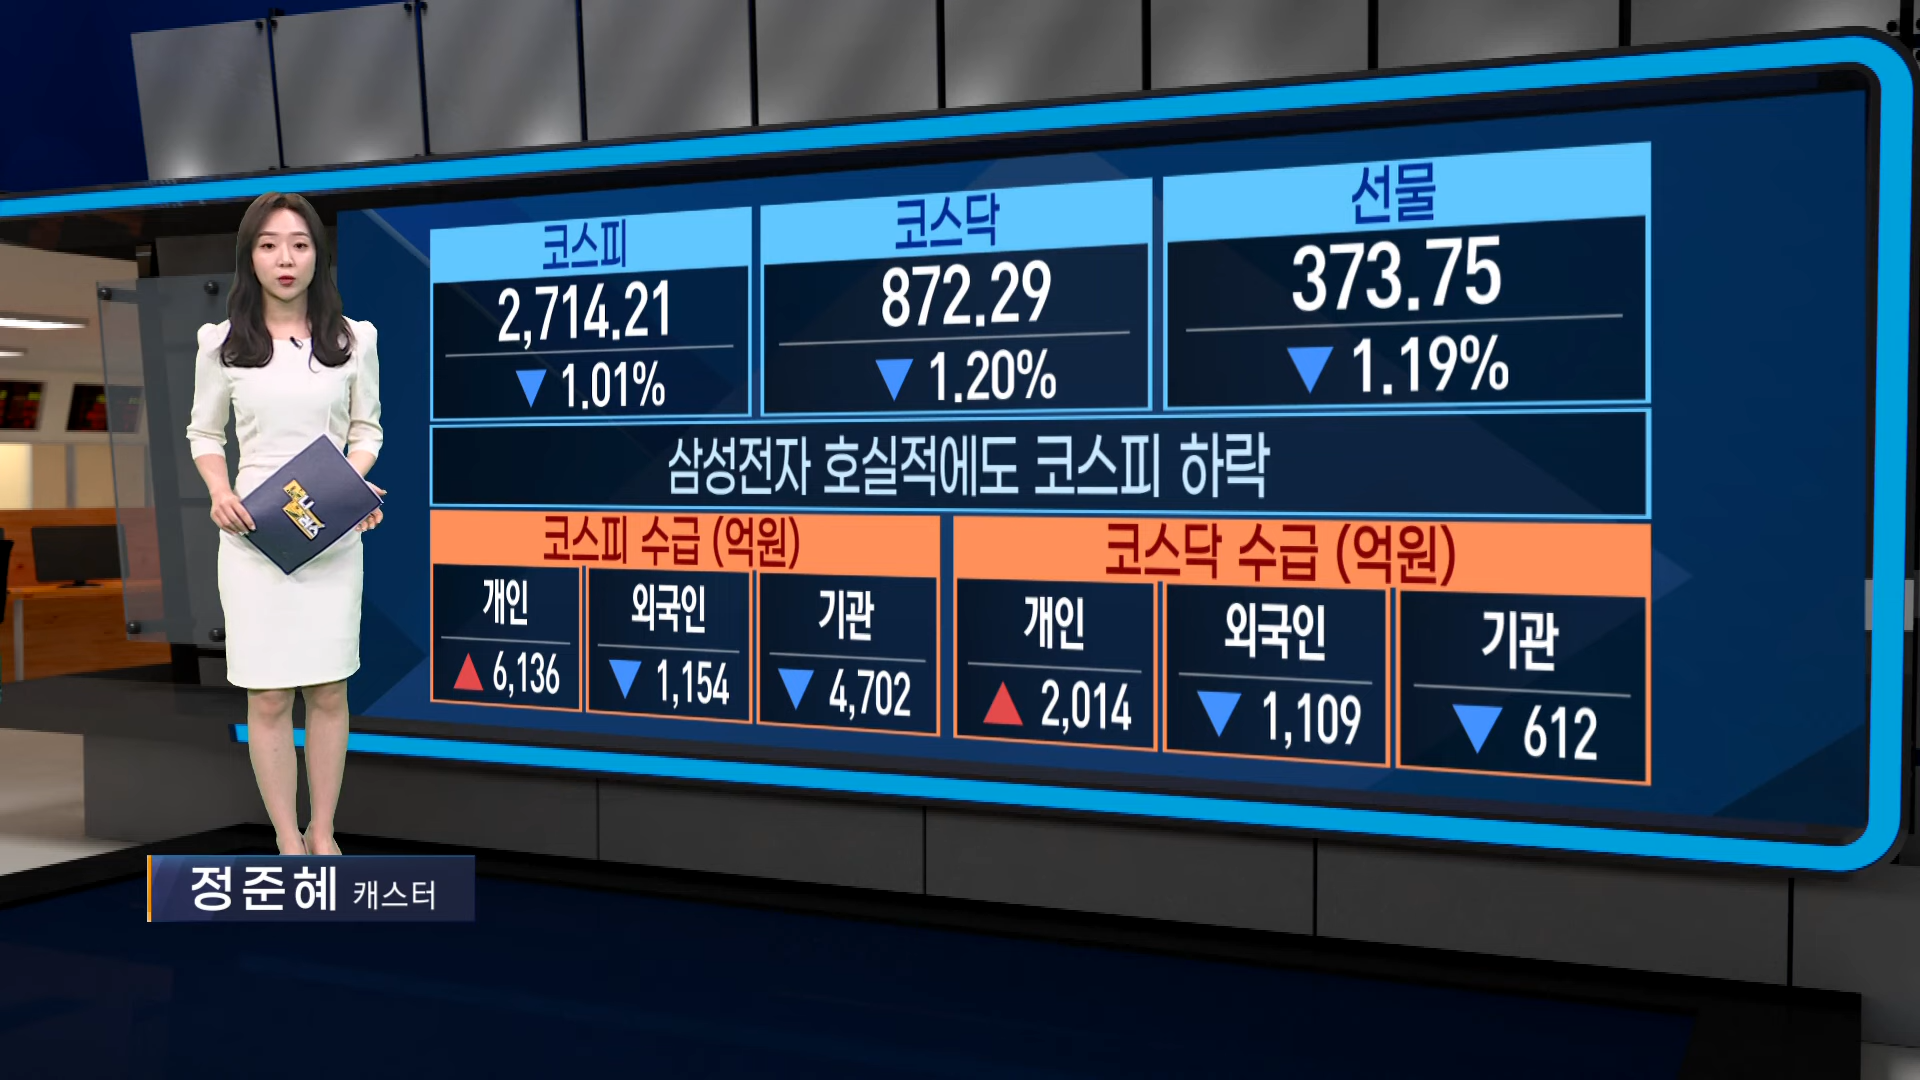 코스피
2,714.21
▼ 1.01%
코스닥
872.29
▼ 1.20%
선물
373.75
▼ 1.19%
삼성전자 호실적에도 코스피 하락
코스피 수급 (억원)
개인
▲ 6,136
외국인
▼ 1,154
기관
▼ 4,702
코스닥 수급 (억원)
개인
▲ 2,014
외국인
▼ 1,109
기관
▼ 612
정준혜 캐스터